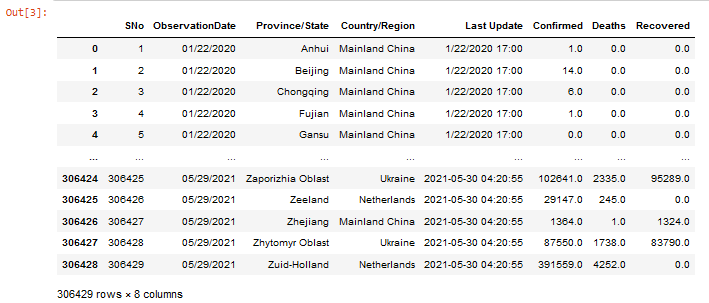 Out[3]:
SNo ObservationDate Province/State Country/Region Last Update Confirmed Deaths Recovered
0 1 01/22/2020 Anhui Mainland China 1/22/2020 17:00 1.0 0.0 0.0
1 2 01/22/2020 Beijing Mainland China 1/22/2020 17:00 14.0 0.0 0.0
2 3 01/22/2020 Chongqing Mainland China 1/22/2020 17:00 6.0 0.0 0.0
3 4 01/22/2020 Fujian Mainland China 1/22/2020 17:00 1.0 0.0 0.0
4 5 01/22/2020 Gansu Mainland China 1/22/2020 17:00 0.0 0.0 0.0
... ... ... ... ... ... ... ... ...
306424 306425 05/29/2021 Zaporizhia Oblast Ukraine 2021-05-30 04:20:55 102641.0 2335.0 95289.0
306425 306426 05/29/2021 Zeeland Netherlands 2021-05-30 04:20:55 29147.0 245.0 0.0
306426 306427 05/29/2021 Zhejiang Mainland China 2021-05-30 04:20:55 1364.0 1.0 1324.0
306427 306428 05/29/2021 Zhytomyr Oblast Ukraine 2021-05-30 04:20:55 87550.0 1738.0 83790.0
306428 306429 05/29/2021 Zuid-Holland Netherlands 2021-05-30 04:20:55 391559.0 4252.0 0.0
306429 rows × 8 columns